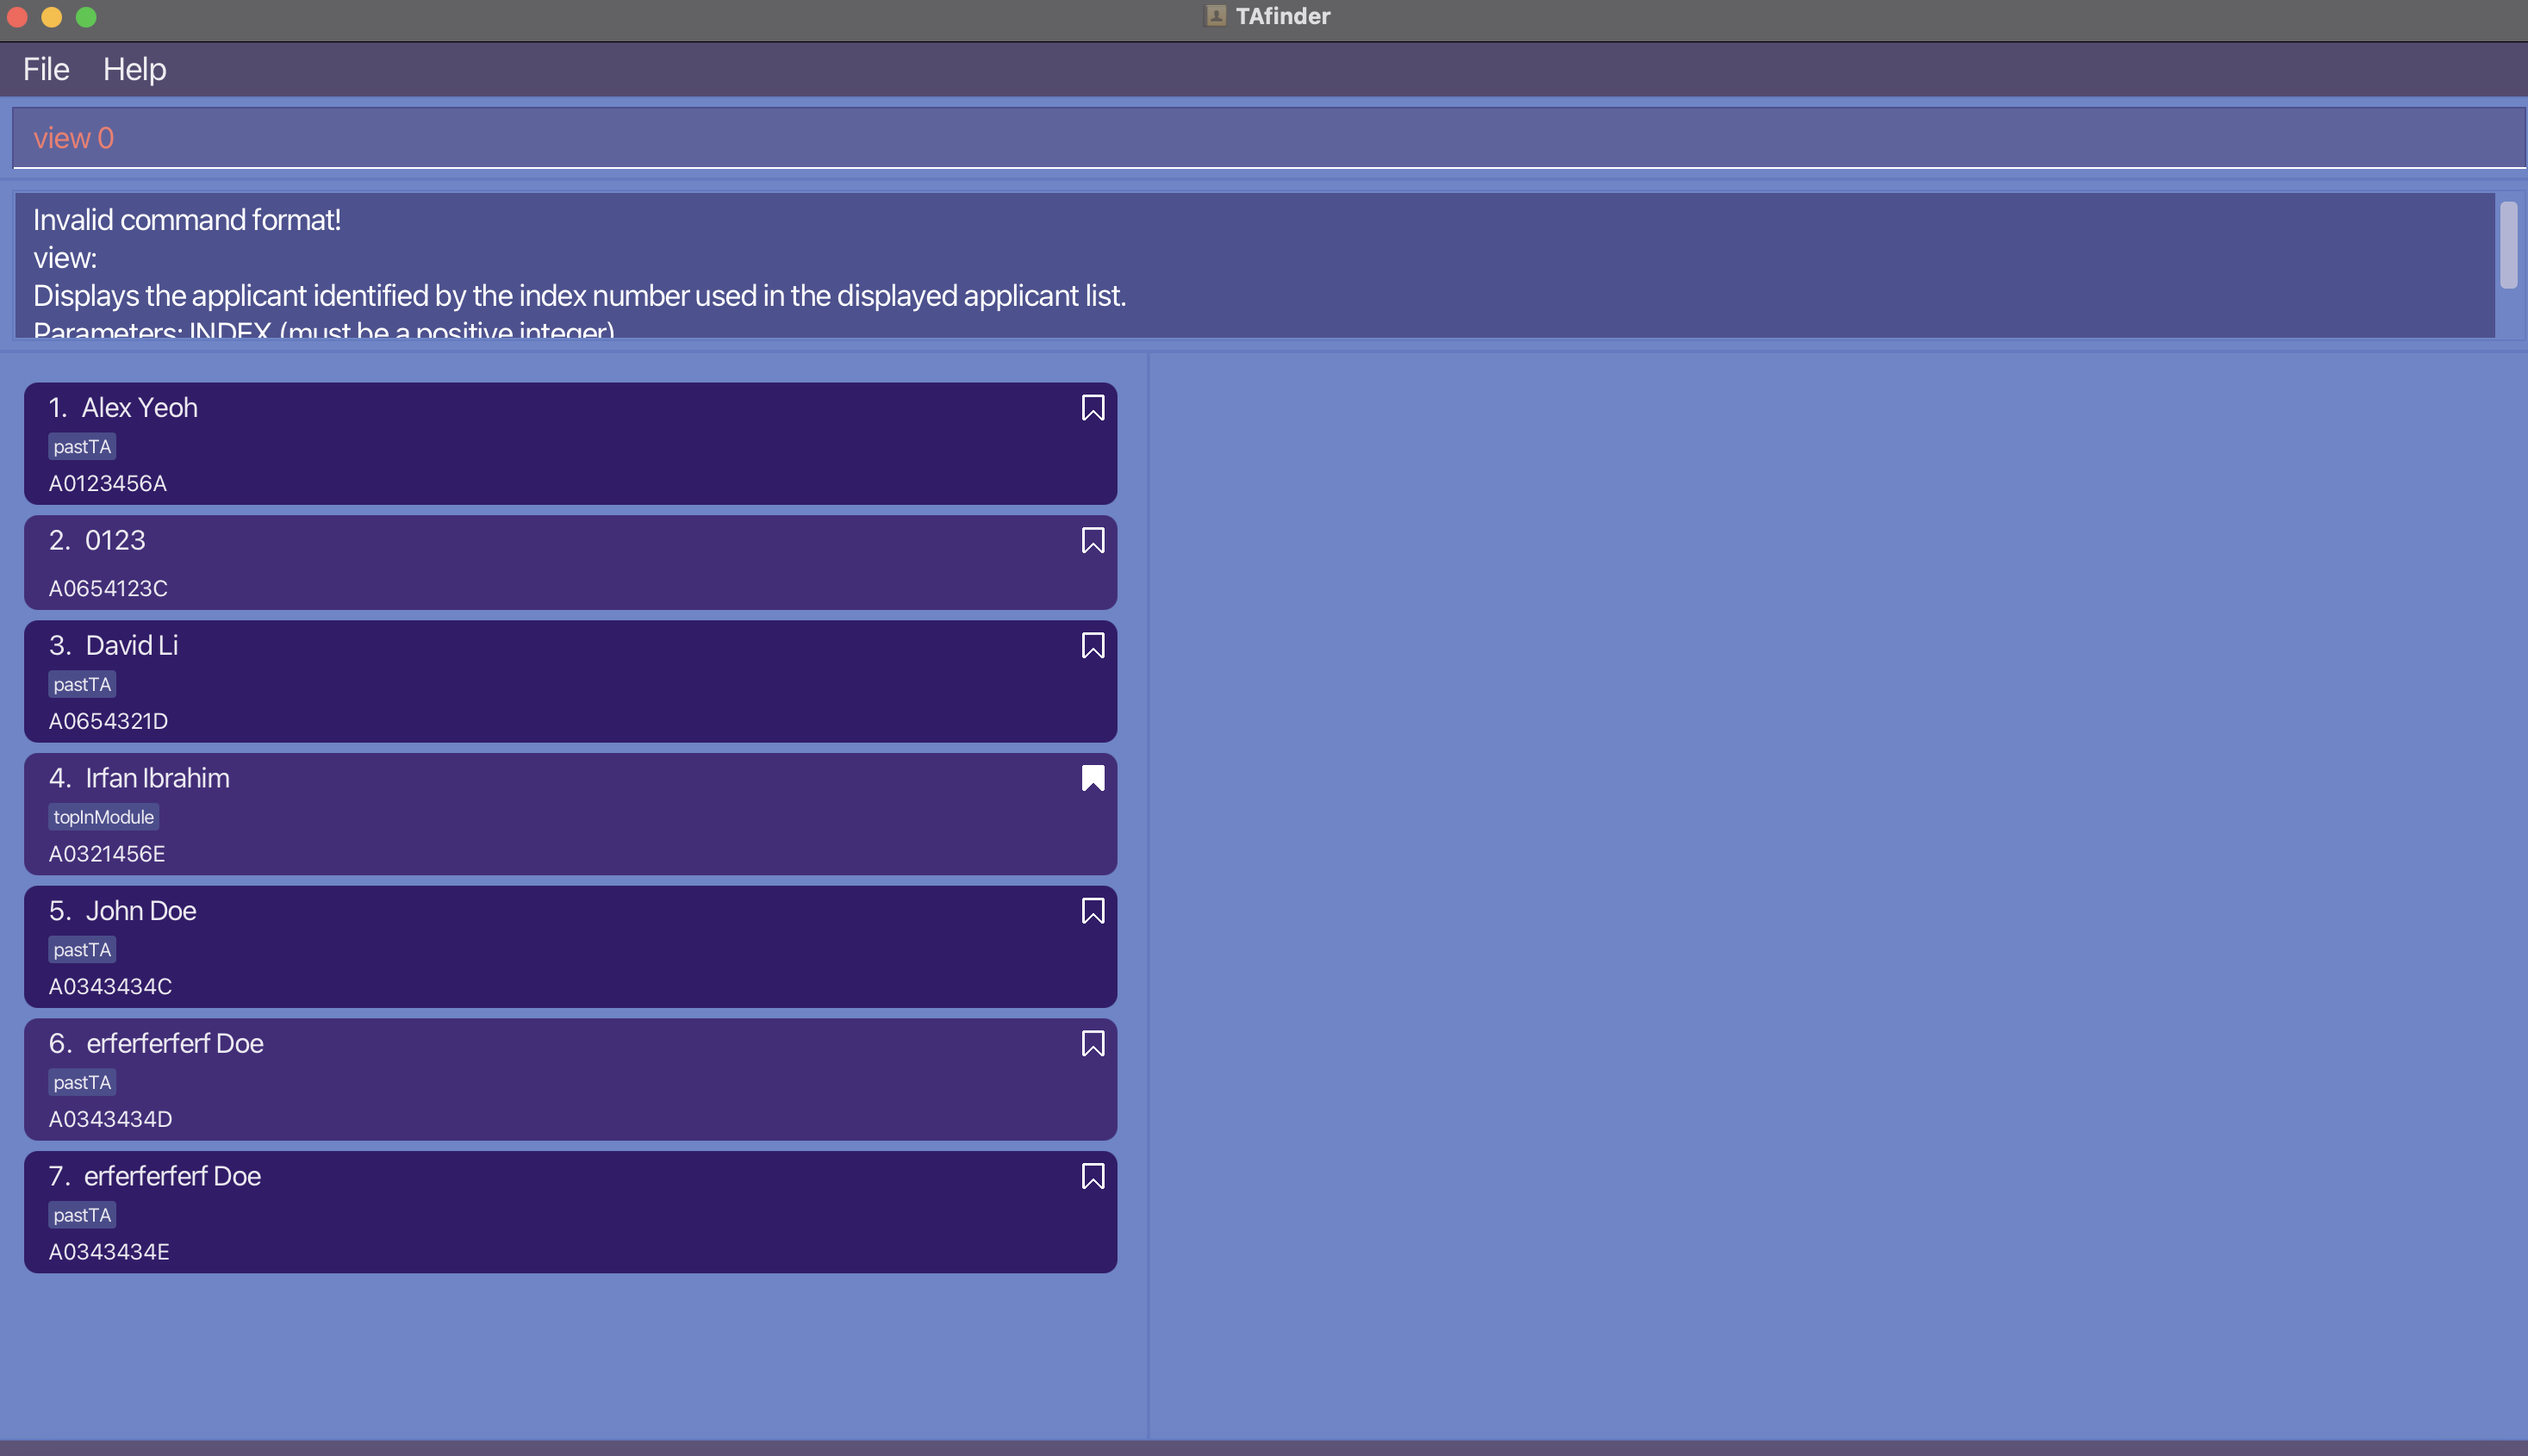 TAfinder
File Help
view 0
Invalid command format!
view:
Displays the applicant identified by the index number used in the displayed applicant list.
Parameters: INDEX (must be a positive integer)
1. Alex Yeoh
pastTA
A0123456A
2. 0123
A0654123C
3. David Li
pastTA
A0654321D
4. Irfan Ibrahim
topInModule
A0321456E
5. John Doe
pastTA
A0343434C
6. erferferferf Doe
pastTA
A0343434D
7. erferferferf Doe
pastTA
A0343434E